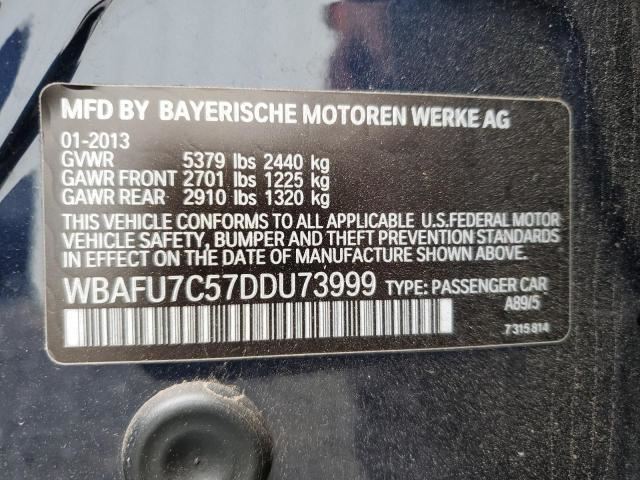 MFD BY BAYERISCHE MOTOREN WERKE AG
01-2013
GVWR 5379 lbs 2440 kg
GAWR FRONT 2701 lbs 1225 kg
GAWR REAR 2910 lbs 1320 kg
THIS VEHICLE CONFORMS TO ALL APPLICABLE U.S.FEDERAL MOTOR
VEHICLE SAFETY, BUMPER AND THEFT PREVENTION STANDARDS
IN EFFECT ON THE DATE OF MANUFACTURE SHOWN ABOVE.
WBAFU7C57DDU73999 TYPE: PASSENGER CAR
A89/5
7315814